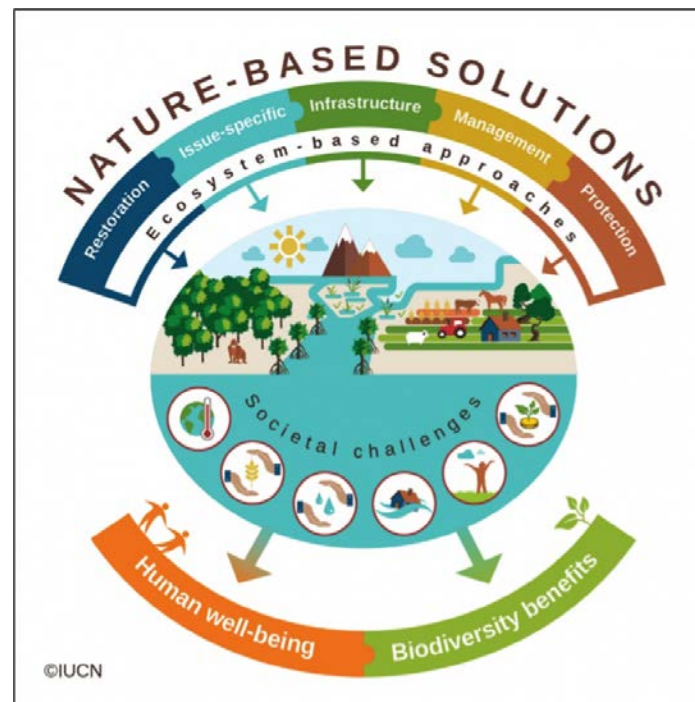 NATURE-BASED SOLUTIONS
Restoration
Issue-specific
Infrastructure
Management
Protection
Ecosystem-based approaches
Societal challenges
Human well-being
Biodiversity benefits
©IUCN